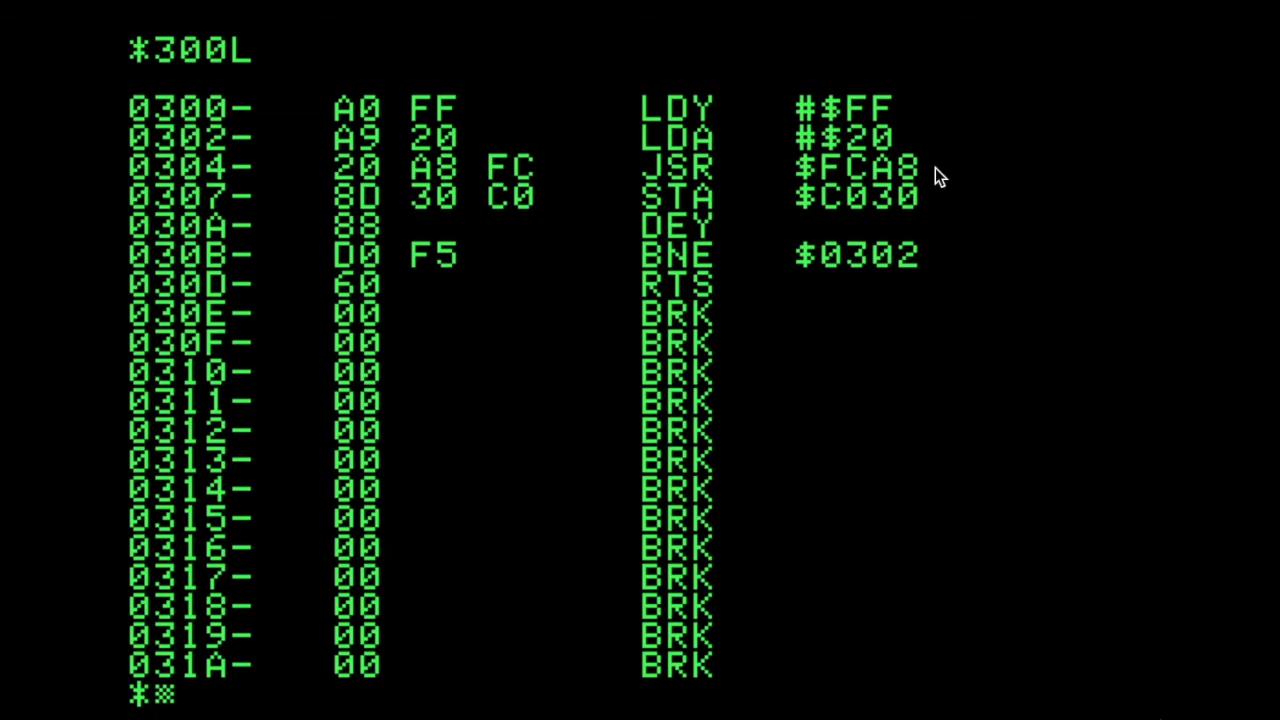 *300L
0300- A0 FF LDY #$FF
0302- A9 20 LDA #$20
0304- 20 A8 FC JSR $FCA8
0307- 8D 30 C0 STA $C030
030A- 88 DEY
030B- D0 F5 BNE $0302
030D- 60 RTS
030E- 00 BRK
030F- 00 BRK
0310- 00 BRK
0311- 00 BRK
0312- 00 BRK
0313- 00 BRK
0314- 00 BRK
0315- 00 BRK
0316- 00 BRK
0317- 00 BRK
0318- 00 BRK
0319- 00 BRK
031A- 00 BRK
*